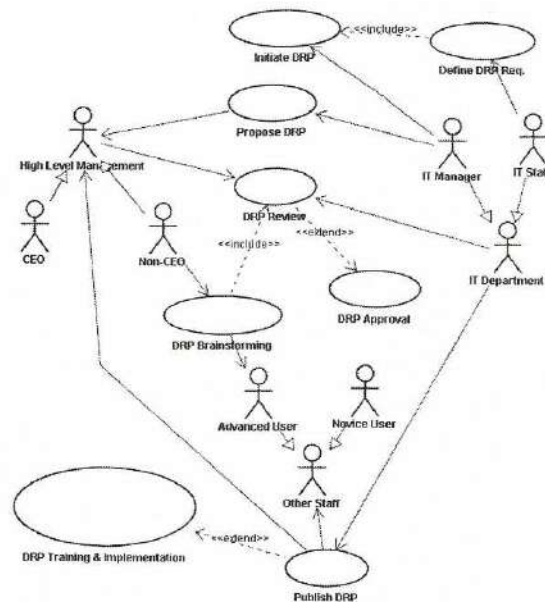 <<include>>
Initiate DRP
Define DRP Req.
Propose DRP
High Level Management
IT Manager
IT Staf
DRP Review
<<include>>
<<extend>>
CEO
Non-CEO
IT Department
DRP Approval
DRP Brainstorming
Advanced User
Novice User
Other Staff
DRP Training & Implementation
<<extend>>
Publish DRP